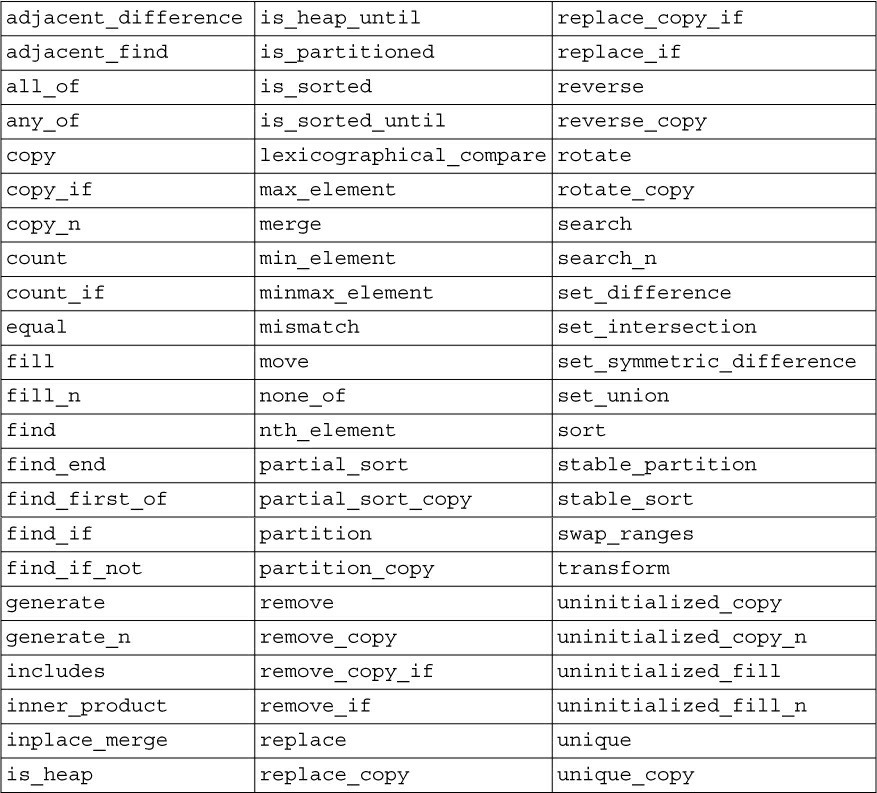 adjacent_difference is_heap_until replace_copy_if
adjacent_find is_partitioned replace_if
all_of is_sorted reverse
any_of is_sorted_until reverse_copy
copy lexicographical_compare rotate
copy_if max_element rotate_copy
copy_n merge search
count min_element search_n
count_if minmax_element set_difference
equal mismatch set_intersection
fill move set_symmetric_difference
fill_n none_of set_union
find nth_element sort
find_end partial_sort stable_partition
find_first_of partial_sort_copy stable_sort
find_if partition swap_ranges
find_if_not partition_copy transform
generate remove uninitialized_copy
generate_n remove_copy uninitialized_copy_n
includes remove_copy_if uninitialized_fill
inner_product remove_if uninitialized_fill_n
inplace_merge replace unique
is_heap replace_copy unique_copy